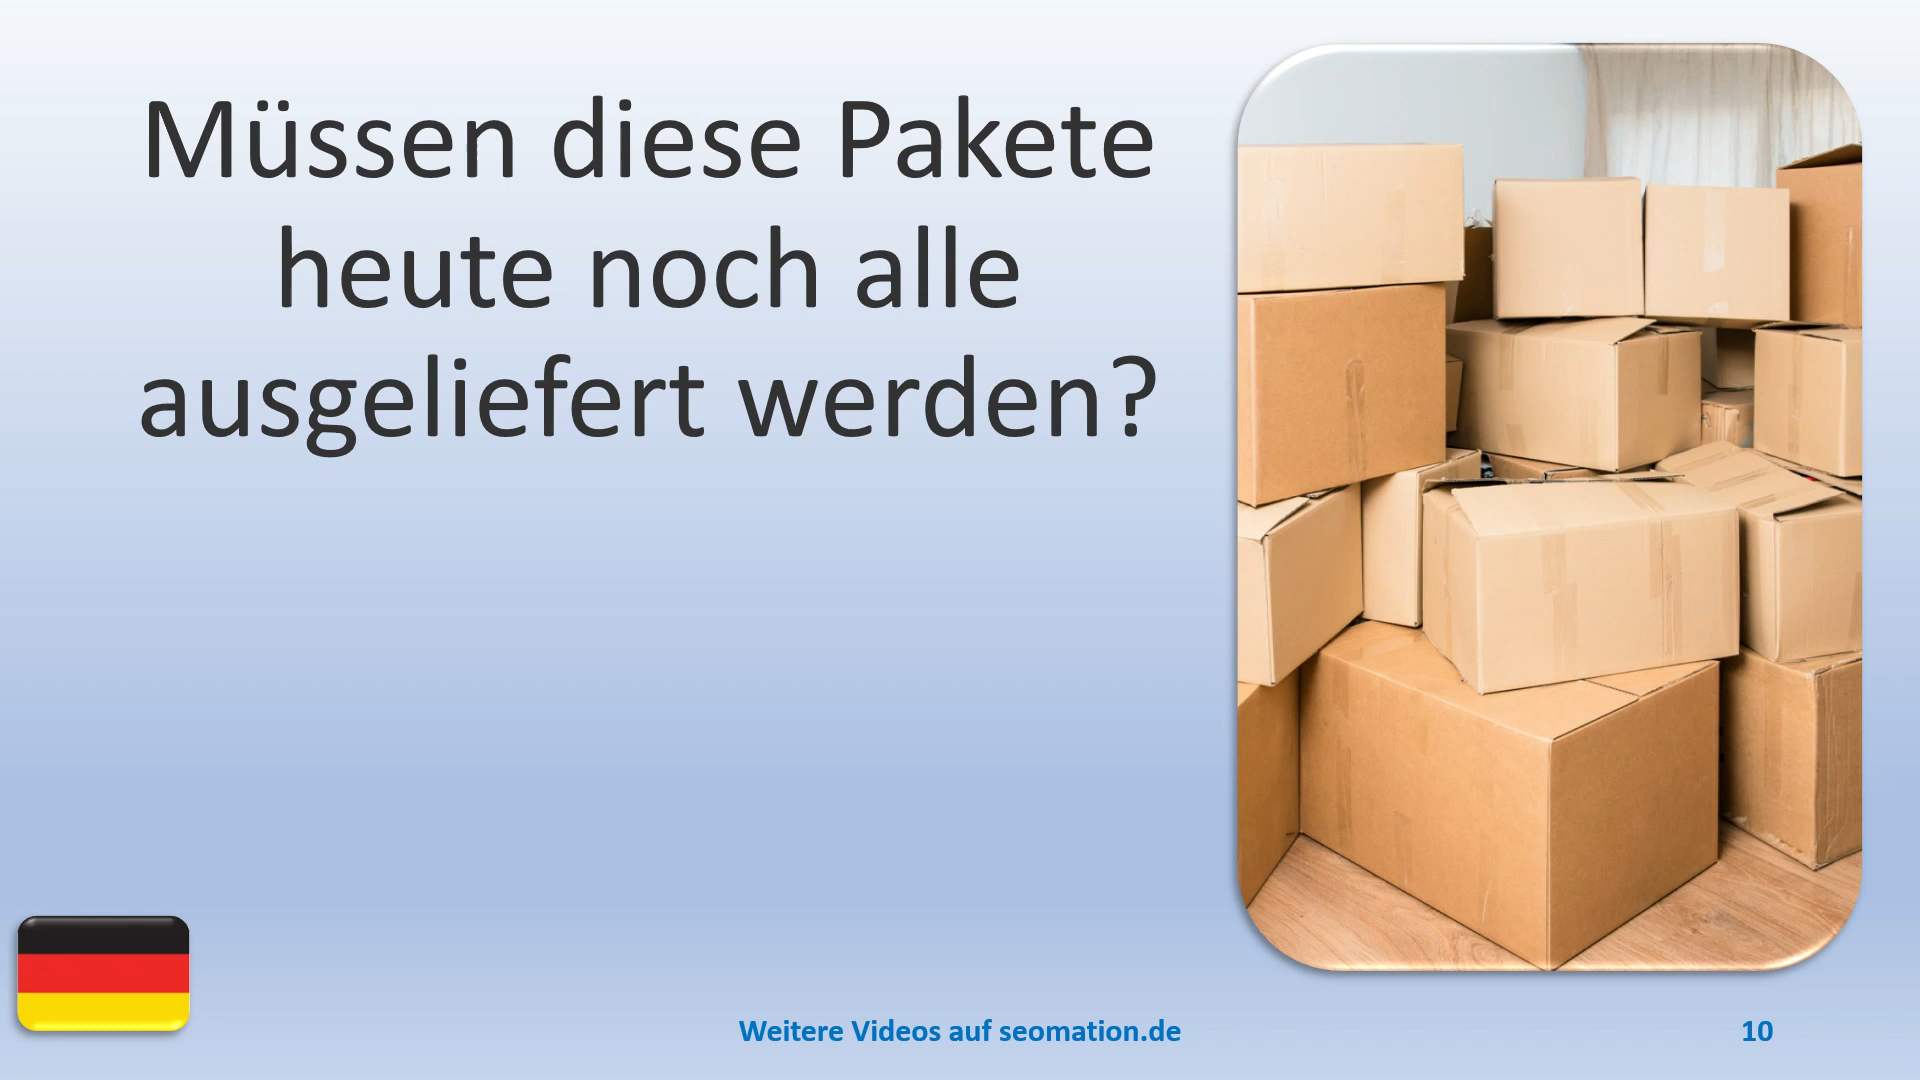 Müssen diese Pakete
heute noch alle
ausgeliefert werden?
Weitere Videos auf seomation.de
10